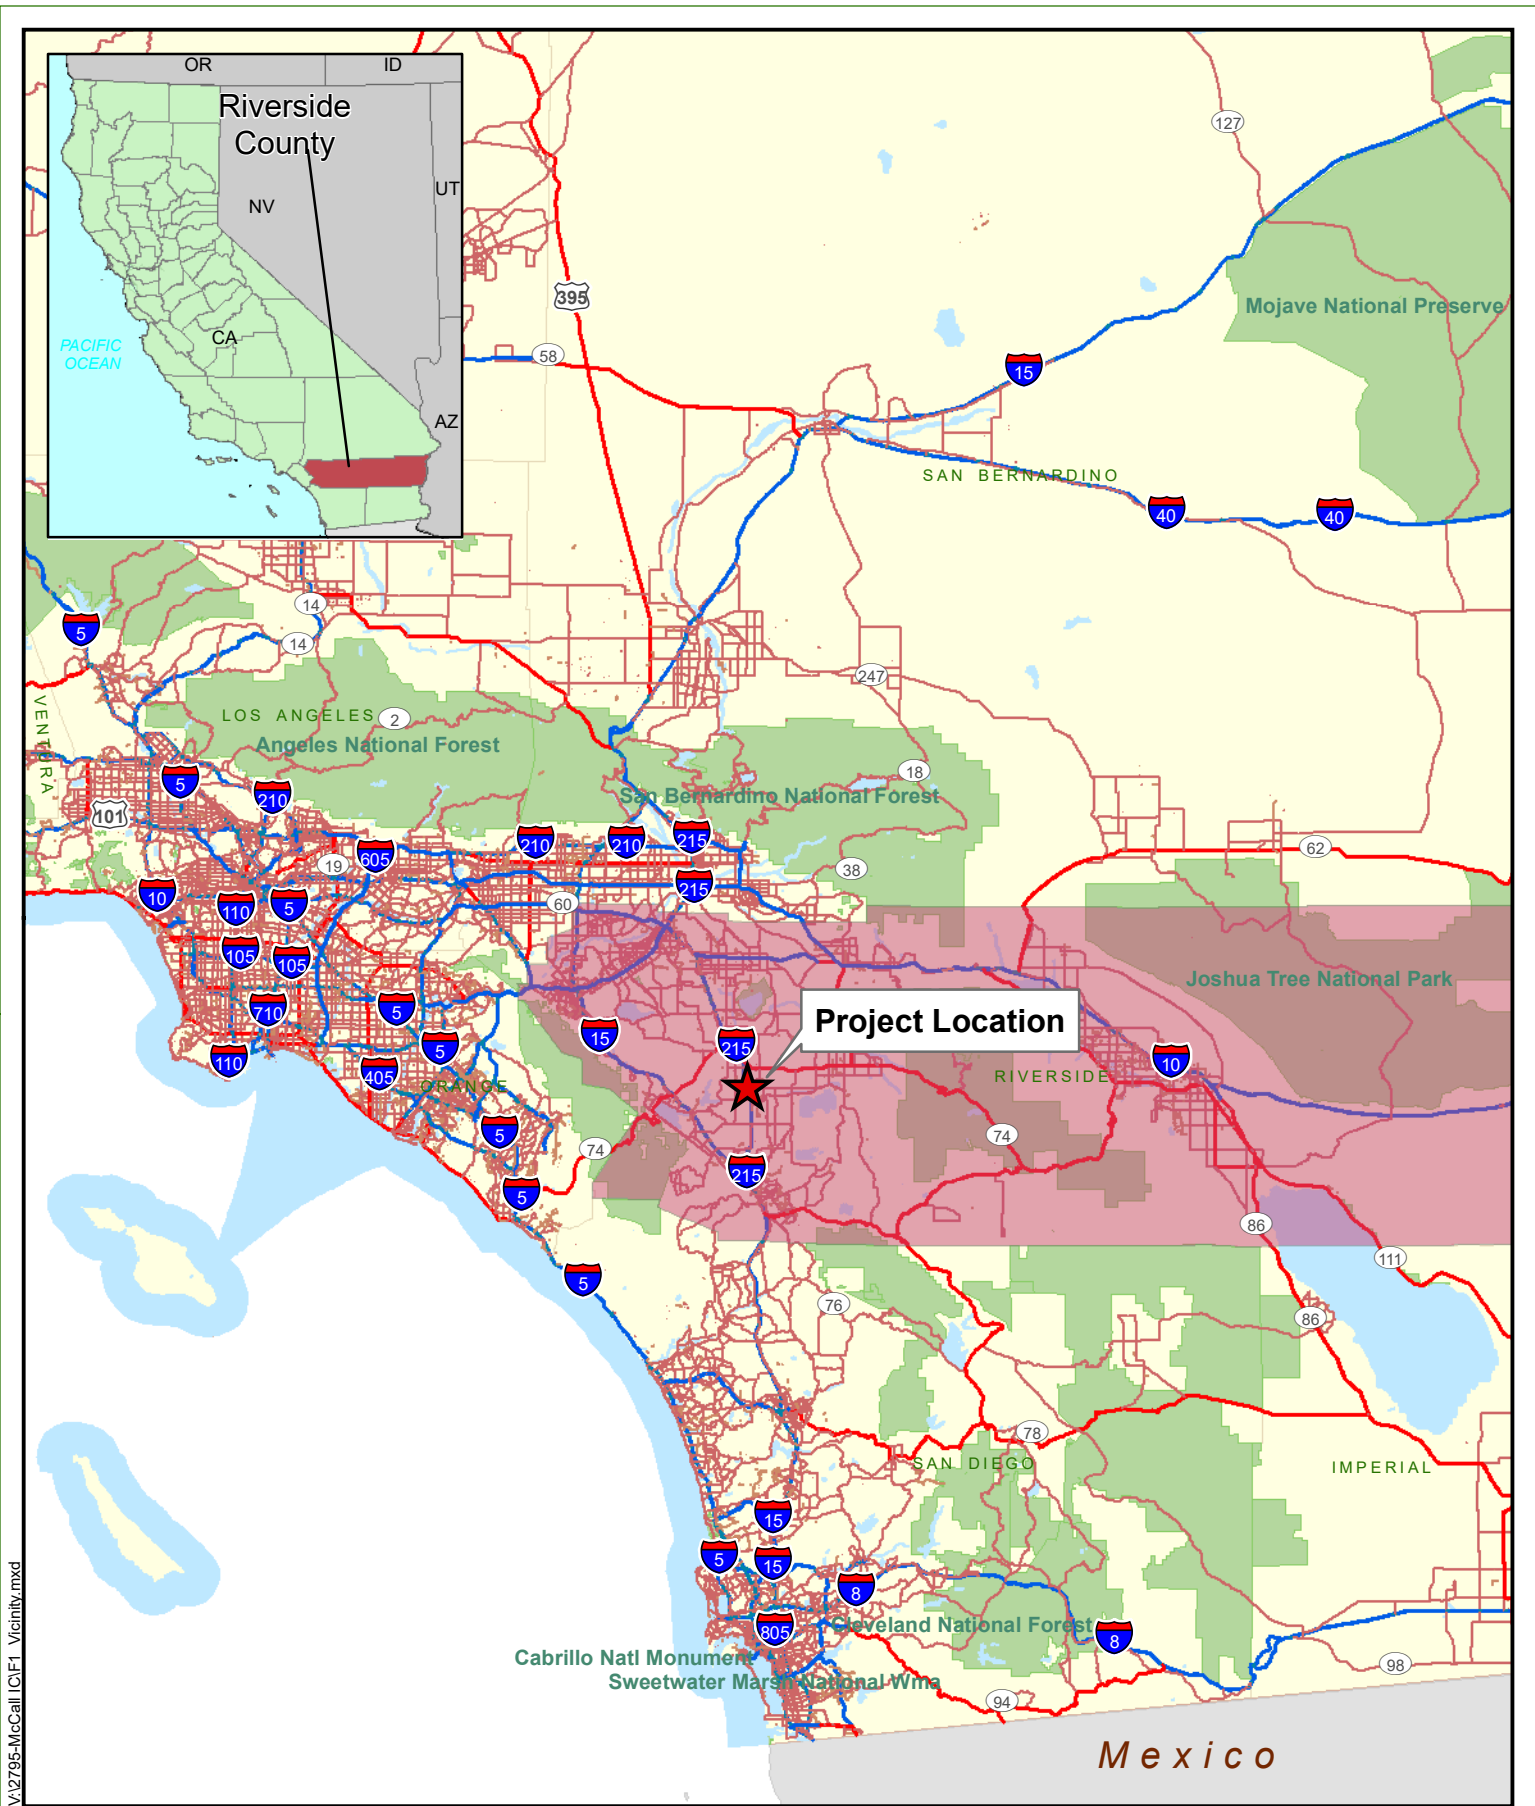 OR
ID
Riverside
County
UT
NV
CA
PACIFIC
OCEAN
AZ
127
395
58
Mojave National Preserve
15
SAN BERNARDINO
40
40
14
5
14
247
LOS ANGELES
2
VENTURA
Angeles National Forest
18
5
210
San Bernardino National Forest
101
210
210
215
62
605
19
38
10
110
5
215
60
105
105
Joshua Tree National Park
710
5
15
Project Location
215
5
110
405
10
ORANGE
RIVERSIDE
5
74
74
215
5
86
111
5
76
86
78
SAN DIEGO
IMPERIAL
15
5
15
8
805
Cleveland National Forest
8
Cabrillo Natl Monument
98
Sweetwater Marsh National Wma
94
Mexico
V:\2795-McCall IC\F1 Vicinity.mxd